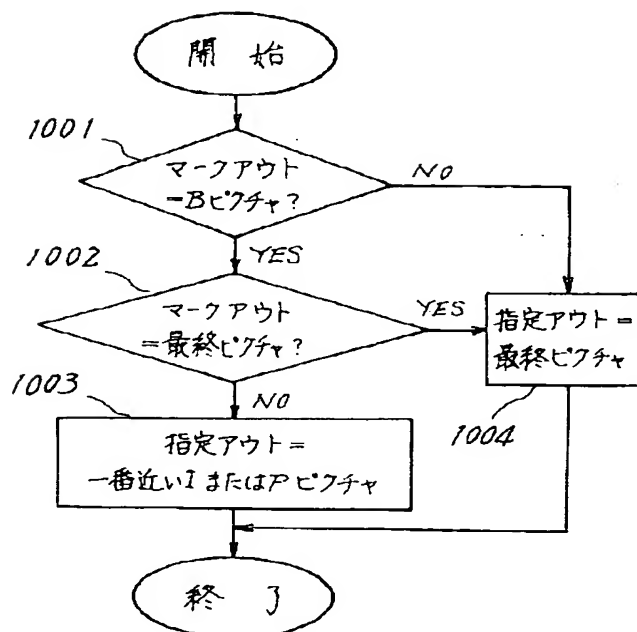 開始
1001
マークアウト
=Bピクチャ?
NO
YES
1002
マークアウト
=最終ピクチャ?
YES
指定アウト=
最終ピクチャ
1004
NO
1003
指定アウト=
一番近いIまたはPピクチャ
終了